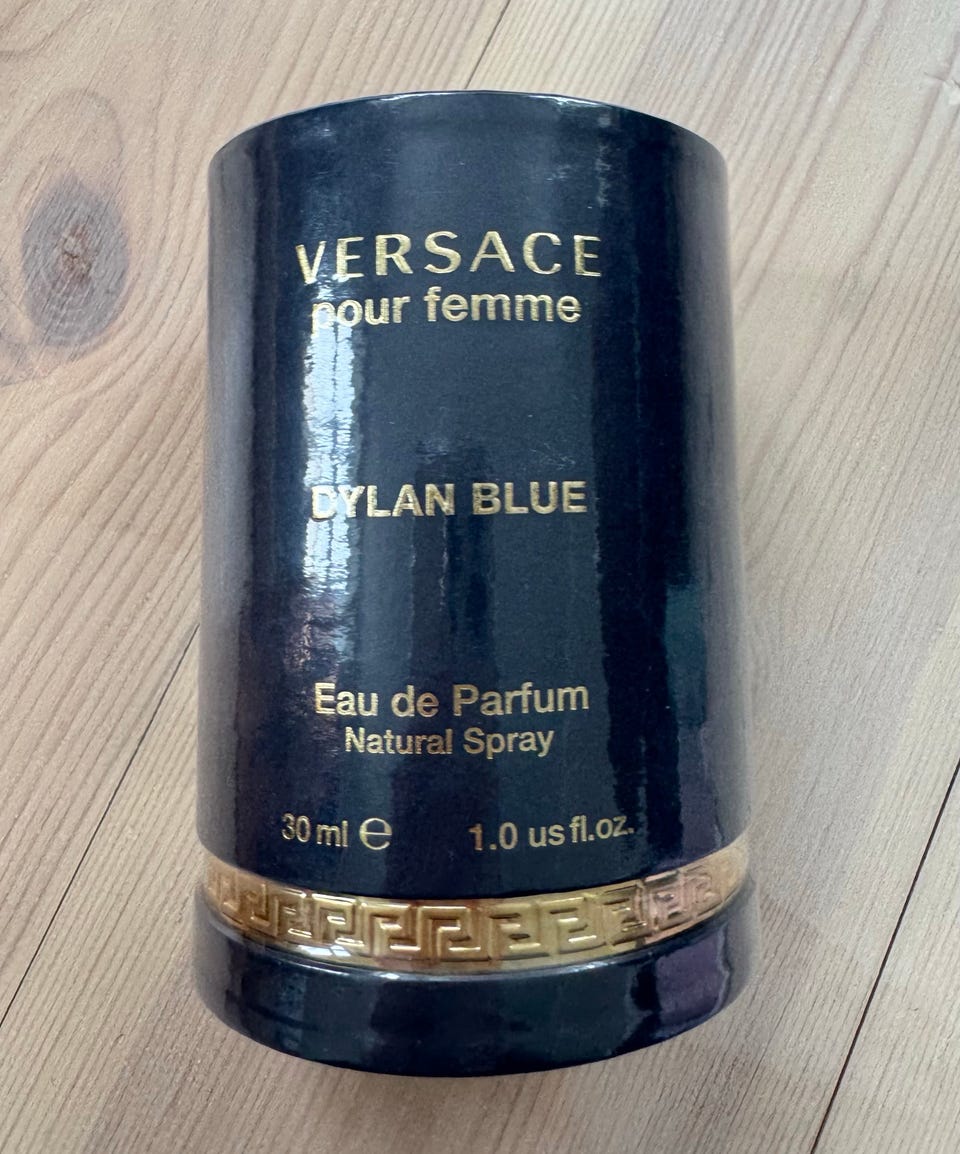 VERSACE
pour femme
DYLAN BLUE
Eau de Parfum
Natural Spray
30 ml ℮ 1.0 us fl.oz.